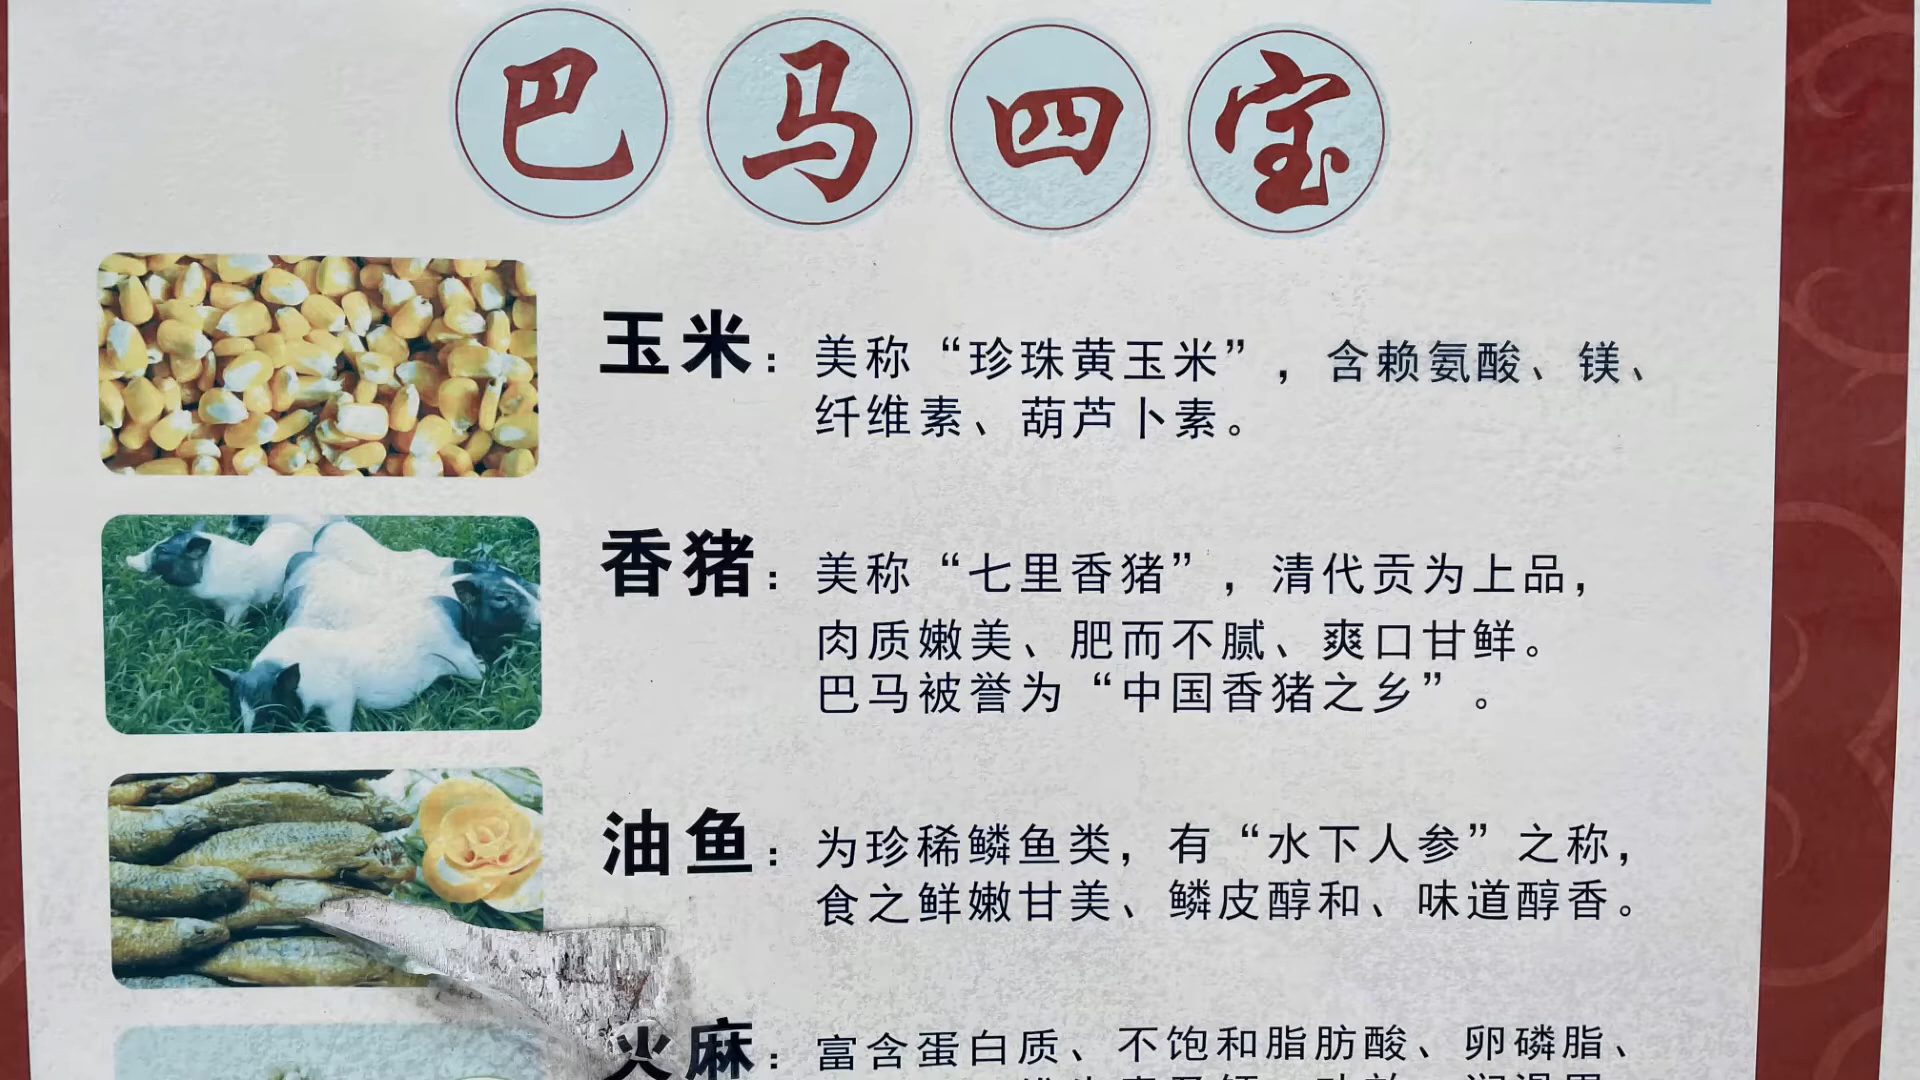 巴马四宝
玉米：美称“珍珠黄玉米”，含赖氨酸、镁、
纤维素、葫芦卜素。
香猪：美称“七里香猪”，清代贡为上品，
肉质嫩美、肥而不腻、爽口甘鲜。
巴马被誉为“中国香猪之乡”。
油鱼：为珍稀鳞鱼类，有“水下人参”之称，
食之鲜嫩甘美、鳞皮醇和、味道醇香。
火麻：富含蛋白质、不饱和脂肪酸、卵磷脂、